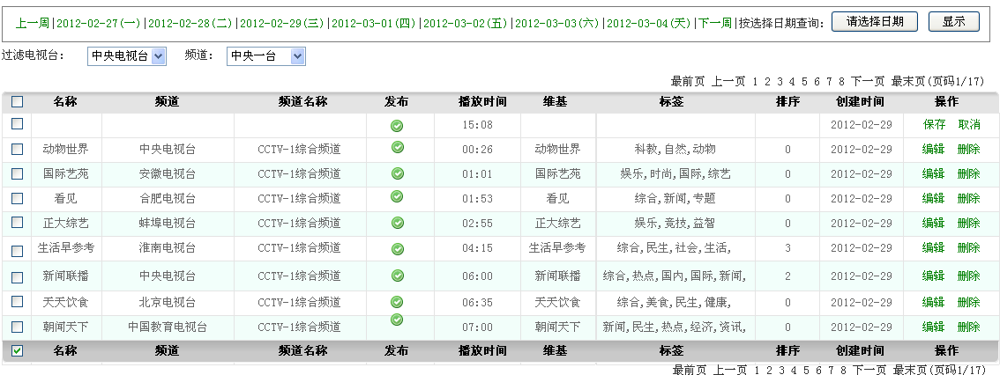 上一周|2012-02-27(一)|2012-02-28(二)|2012-02-29(三)|2012-03-01(四)|2012-03-02(五)|2012-03-03(六)|2012-03-04(天)|下一周|按选择日期查询： 请选择日期 显示
过滤电视台： 中央电视台 频道： 中央一台
最前页 上一页 1 2 3 4 5 6 7 8 下一页 最末页(页码1/17)
名称 频道 频道名称 发布 播放时间 维基 标签 排序 创建时间 操作
15:08 2012-02-29 保存 取消
动物世界 中央电视台 CCTV-1综合频道 00:26 动物世界 科教,自然,动物 0 2012-02-29 编辑 删除
国际艺苑 安徽电视台 CCTV-1综合频道 01:01 国际艺苑 娱乐,时尚,国际,综艺 0 2012-02-29 编辑 删除
看见 合肥电视台 CCTV-1综合频道 01:53 看见 综合,新闻,专题 0 2012-02-29 编辑 删除
正大综艺 蚌埠电视台 CCTV-1综合频道 02:55 正大综艺 娱乐,竞技,益智 0 2012-02-29 编辑 删除
生活早参考 淮南电视台 CCTV-1综合频道 04:15 生活早参考 综合,民生,社会,生活, 3 2012-02-29 编辑 删除
新闻联播 中央电视台 CCTV-1综合频道 06:00 新闻联播 综合,热点,国内,国际,新闻, 2 2012-02-29 编辑 删除
天天饮食 北京电视台 CCTV-1综合频道 06:35 天天饮食 综合,美食,民生,健康, 0 2012-02-29 编辑 删除
朝闻天下 中国教育电视台 CCTV-1综合频道 07:00 朝闻天下 新闻,民生,热点,经济,资讯, 0 2012-02-29 编辑 删除
名称 频道 频道名称 发布 播放时间 维基 标签 排序 创建时间 操作
最前页 上一页 1 2 3 4 5 6 7 8 下一页 最末页(页码1/17)